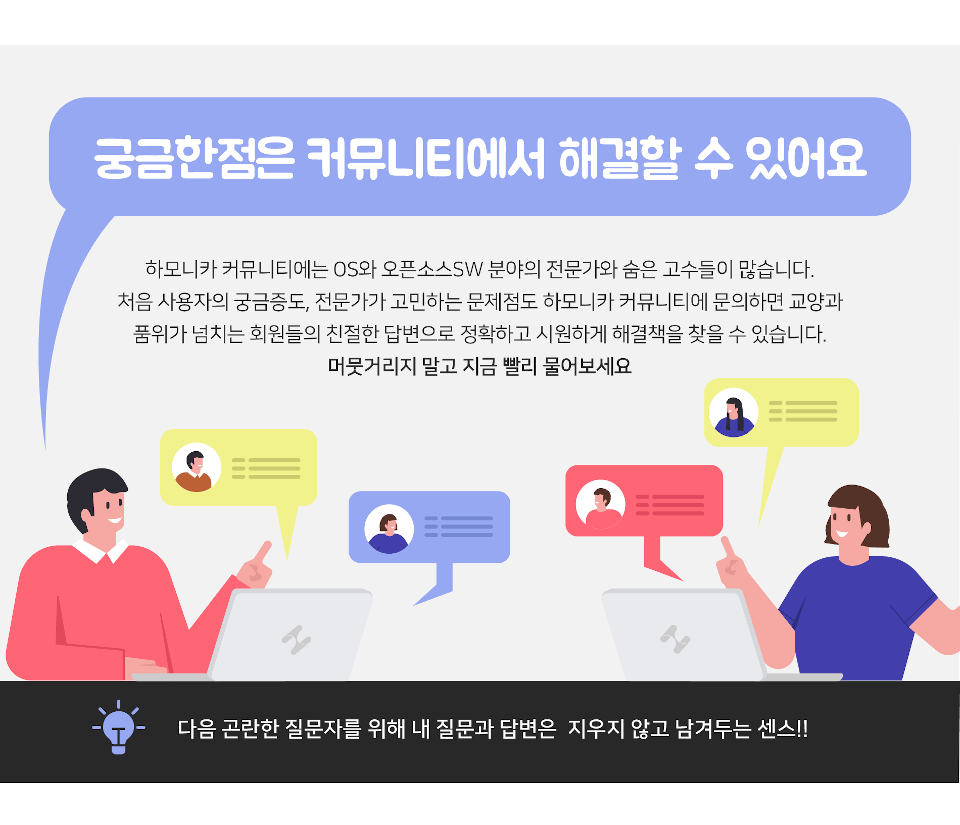 궁금한점은 커뮤니티에서 해결할 수 있어요
하모니카 커뮤니티에는 OS와 오픈소스SW 분야의 전문가와 숨은 고수들이 많습니다.
처음 사용자의 궁금증도, 전문가가 고민하는 문제점도 하모니카 커뮤니티에 문의하면 교양과
품위가 넘치는 회원들의 친절한 답변으로 정확하고 시원하게 해결책을 찾을 수 있습니다.
머뭇거리지 말고 지금 빨리 물어보세요
다음 곤란한 질문자를 위해 내 질문과 답변은 지우지 않고 남겨두는 센스!!